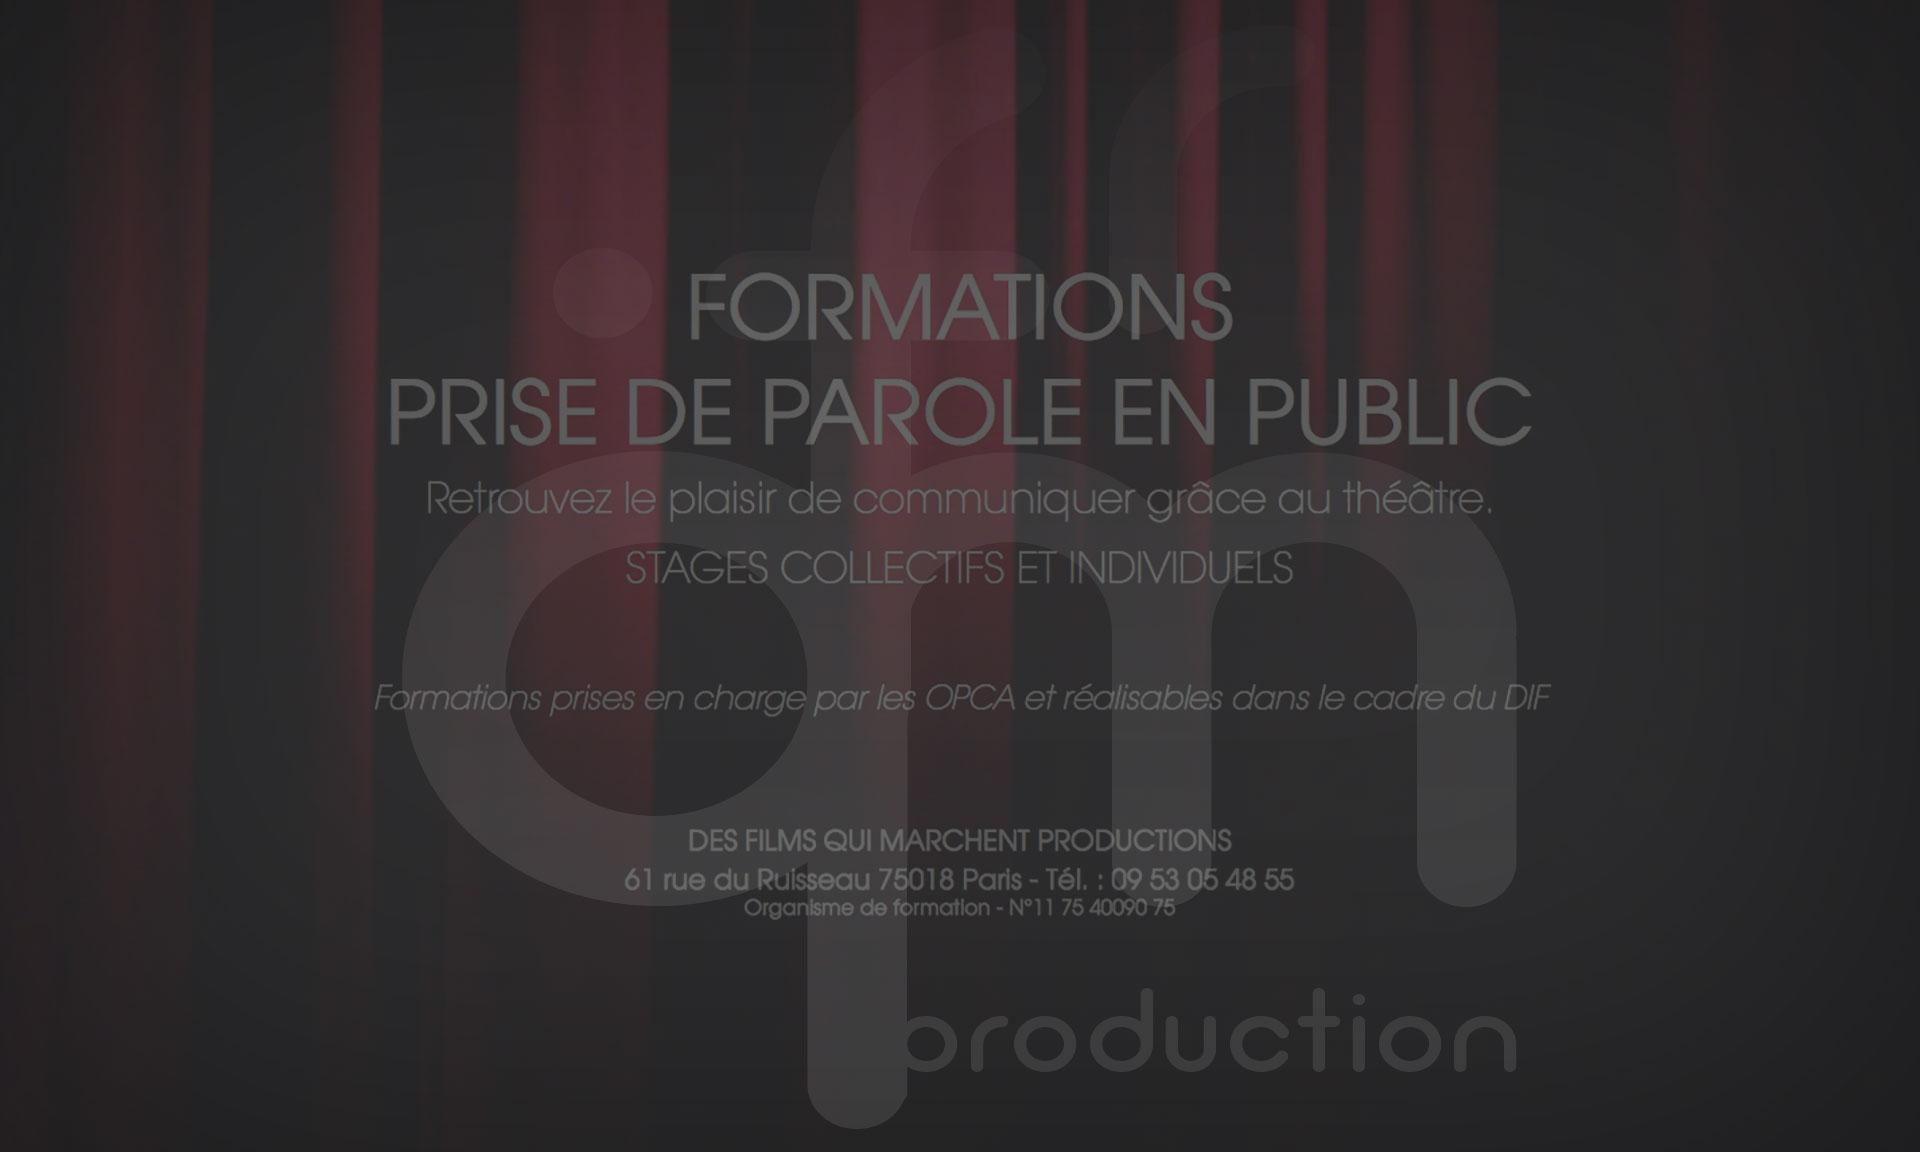 FORMATIONS
PRISE DE PAROLE EN PUBLIC
Retrouvez le plaisir de communiquer grâce au théâtre.
STAGES COLLECTIFS ET INDIVIDUELS
Formations prises en charge par les OPCA et réalisables dans le cadre du DIF
DES FILMS QUI MARCHENT PRODUCTIONS
61 rue du Ruisseau 75018 Paris - Tél. : 09 53 05 48 55
Organisme de formation - N°11 75 40090 75
.fr
qm
production